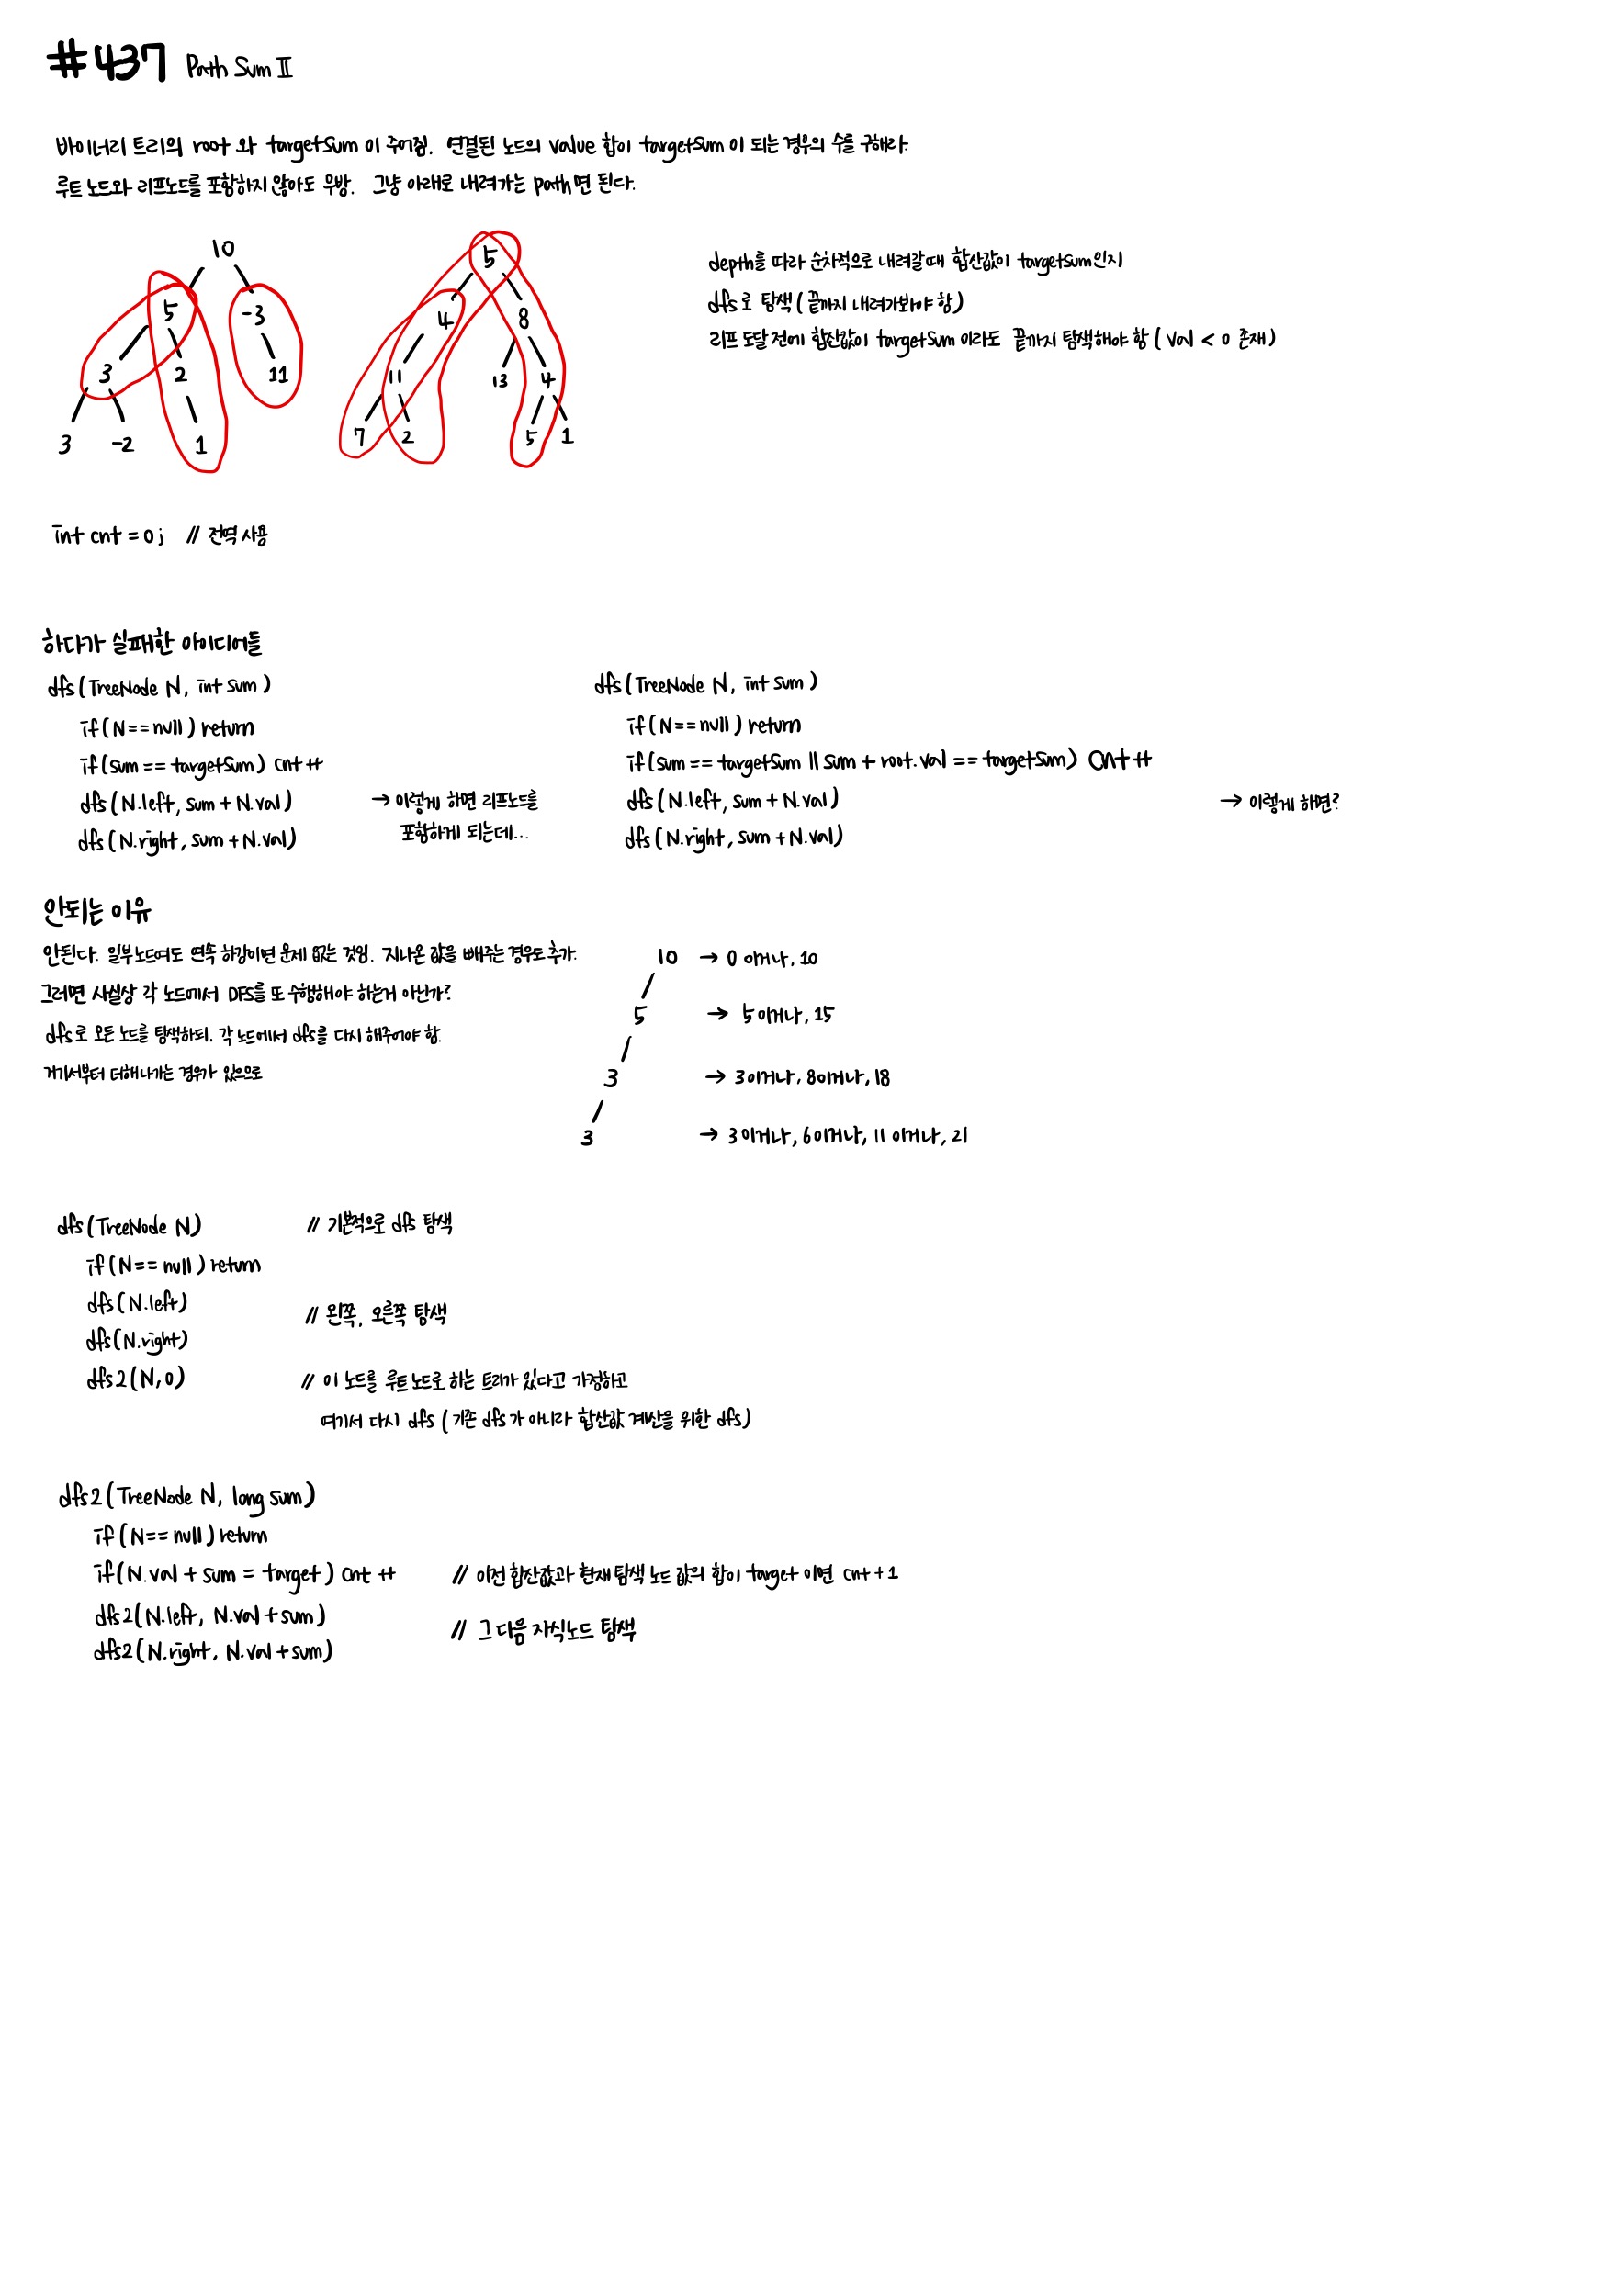 #437 Path Sum II
바이너리 트리의 root 와 targetSum 이 주어짐. 연결된 노드의 value 합이 targetSum 이 되는 경우의 수를 구해라.
루트 노드와 리프노드를 포함하지 않아도 무방. 그냥 아래로 내려가는 path면 된다.
10
5 -3
3 2 11
3 -2 1
5
4 8
11 13 4
7 2 5 1
depth를 따라 순차적으로 내려갈때 합산값이 targetSum인지
dfs로 탐색 (끝까지 내려가봐야 함)
리프 도달 전에 합산값이 targetSum 이라도 끝까지 탐색해야 함 (val < 0 존재)
int cnt = 0; // 전역 사용
하다가 실패한 아이디어들
dfs(TreeNode N, int sum)
if(N==null) return
if(sum == targetSum) cnt++
dfs(N.left, sum + N.val)
dfs(N.right, sum + N.val)
→ 이렇게 하면 리프노드를
포함하게 되는데...
dfs(TreeNode N, int sum)
if(N==null) return
if(sum == targetSum || sum + root.val == targetSum) cnt++
dfs(N.left, sum + N.val)
dfs(N.right, sum + N.val)
→ 이렇게 하면?
안되는 이유
안된다. 일부노드여도 연속 하강이면 문제 없는 것임. 지나온 값을 빼주는 경우도 추가.
그러면 사실상 각 노드에서 DFS를 또 수행해야 하는거 아닌가?
dfs로 모든 노드를 탐색하되, 각 노드에서 dfs를 다시 해주어야 함.
거기서부터 더해나가는 경우가 있으므로
10 → 0 이거나, 10
5 → 5 이거나, 15
3 → 3이거나, 8이거나, 18
3 → 3이거나, 6이거나, 11 이거나, 21
dfs(TreeNode N) // 기본적으로 dfs 탐색
if(N==null) return
dfs(N.left)
// 왼쪽, 오른쪽 탐색
dfs(N.right)
dfs2(N,0) // 이 노드를 루트 노드로 하는 트리가 있다고 가정하고
여기서 다시 dfs (기존 dfs가 아니라 합산값 계산을 위한 dfs)
dfs2(TreeNode N, long sum)
if(N==null) return
if(N.val + sum = target) cnt++ // 이전 합산값과 현재 탐색 노드 값의 합이 target 이면 cnt+1
dfs2(N.left, N.val+sum)
// 그 다음 자식노드 탐색
dfs2(N.right, N.val+sum)